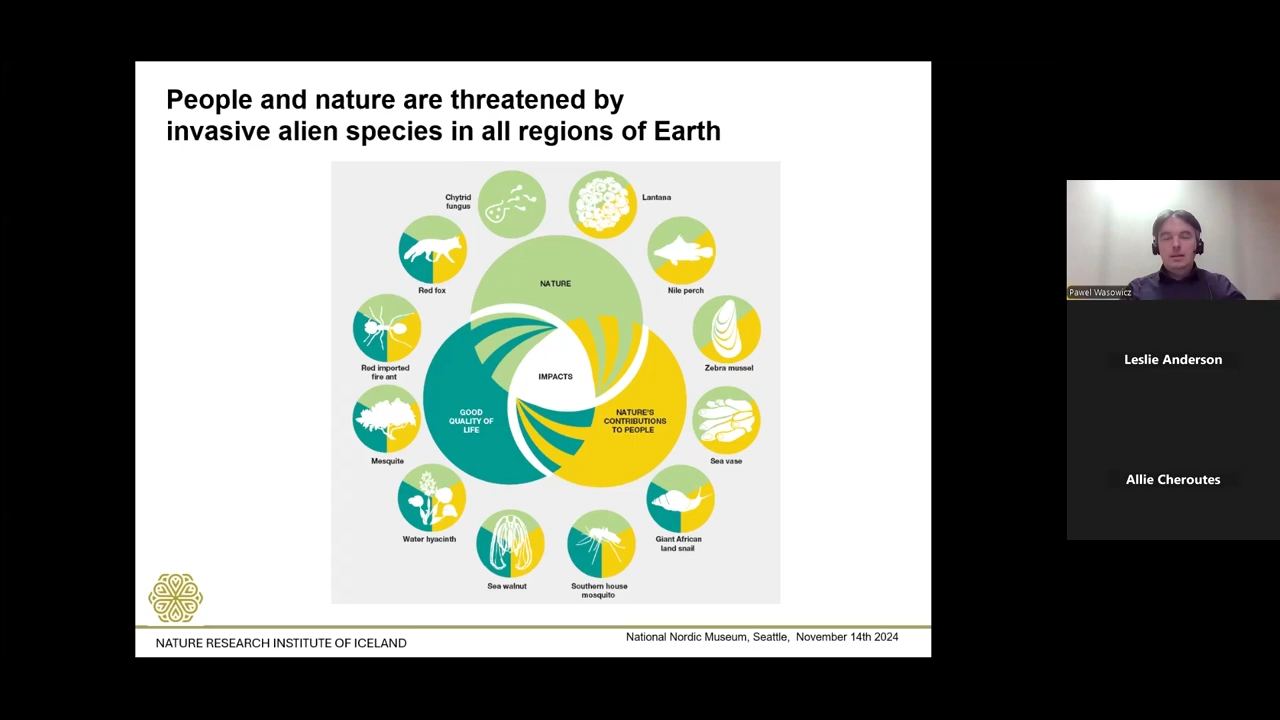 People and nature are threatened by
invasive alien species in all regions of Earth
Chytrid
fungus
Lantana
Red fox
Nile perch
NATURE
Red imported
fire ant
Zebra mussel
IMPACTS
GOOD
QUALITY OF
LIFE
NATURE'S
CONTRIBUTIONS
TO PEOPLE
Mesquite
Sea vase
Water hyacinth
Giant African
land snail
Sea walnut
Southern house
mosquito
NATURE RESEARCH INSTITUTE OF ICELAND
National Nordic Museum, Seattle, November 14th 2024
Pawel Wasowicz
Leslie Anderson
Allie Cheroutes